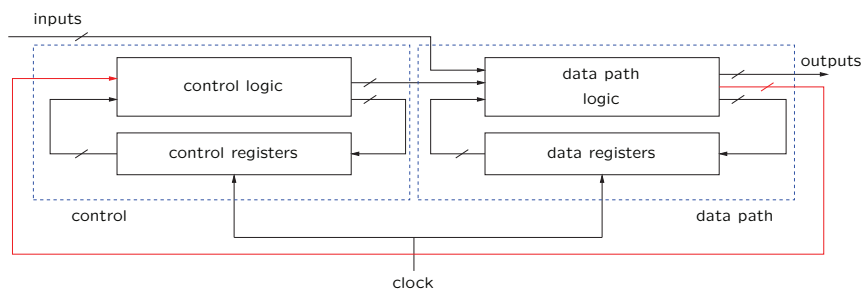 inputs
outputs
control logic
data path
logic
control registers
data registers
control
data path
clock